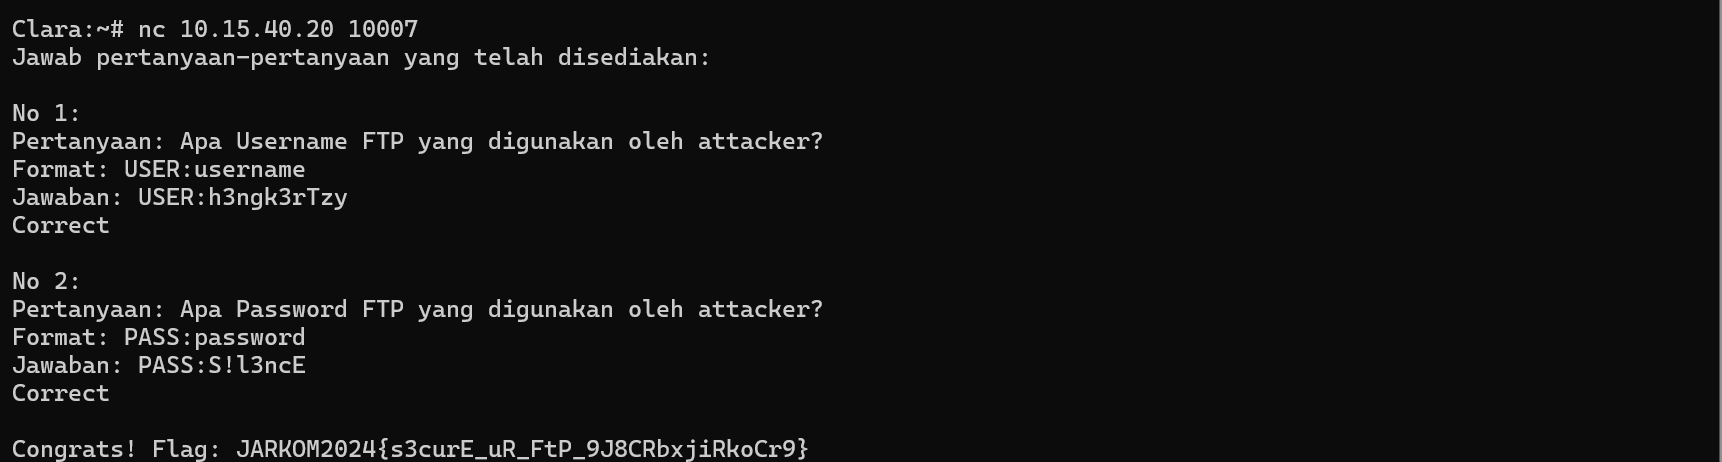 Clara:~# nc 10.15.40.20 10007
Jawab pertanyaan-pertanyaan yang telah disediakan:
No 1:
Pertanyaan: Apa Username FTP yang digunakan oleh attacker?
Format: USER:username
Jawaban: USER:h3ngk3rTzy
Correct
No 2:
Pertanyaan: Apa Password FTP yang digunakan oleh attacker?
Format: PASS:password
Jawaban: PASS:S!l3ncE
Correct
Congrats! Flag: JARKOM2024{s3curE_uR_FtP_9J8CRbxjiRkoCr9}